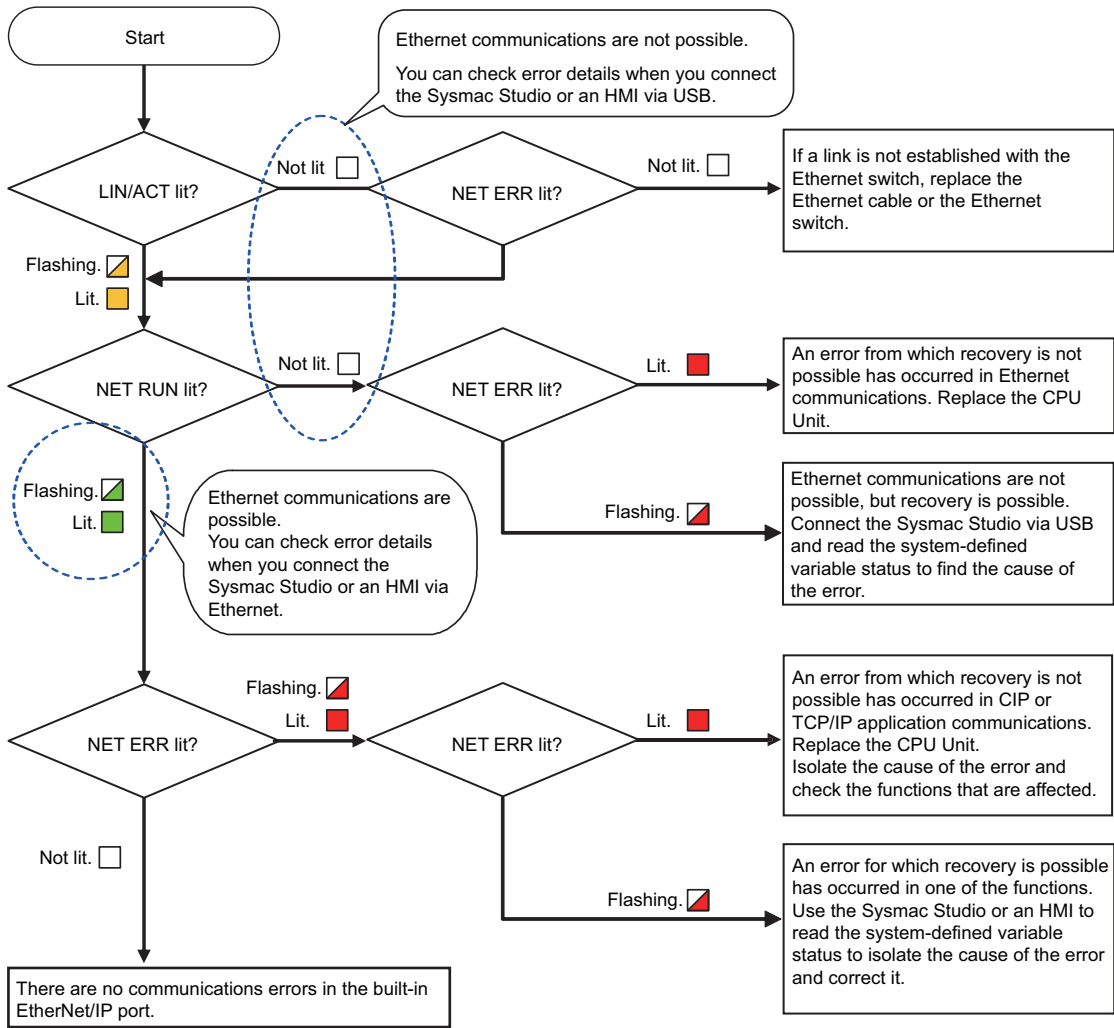 Start
Ethernet communications are not possible.
You can check error details when you connect
the Sysmac Studio or an HMI via USB.
LIN/ACT lit?
Not lit
NET ERR lit?
Not lit.
If a link is not established with the
Ethernet switch, replace the
Ethernet cable or the Ethernet
switch.
Flashing.
Lit.
NET RUN lit?
Not lit.
NET ERR lit?
Lit.
An error from which recovery is not
possible has occurred in Ethernet
communications. Replace the CPU
Unit.
Flashing.
Ethernet communications are not
possible, but recovery is possible.
Connect the Sysmac Studio via USB
and read the system-defined
variable status to find the cause of
the error.
Flashing.
Lit.
Ethernet communications are
possible.
You can check error details
when you connect the
Sysmac Studio or an HMI via
Ethernet.
NET ERR lit?
Flashing.
Lit.
NET ERR lit?
Lit.
An error from which recovery is not
possible has occurred in CIP or
TCP/IP application communications.
Replace the CPU Unit.
Isolate the cause of the error and
check the functions that are affected.
Not lit.
Flashing.
An error for which recovery is possible
has occurred in one of the functions.
Use the Sysmac Studio or an HMI to
read the system-defined variable
status to isolate the cause of the error
and correct it.
There are no communications errors in the built-in
EtherNet/IP port.